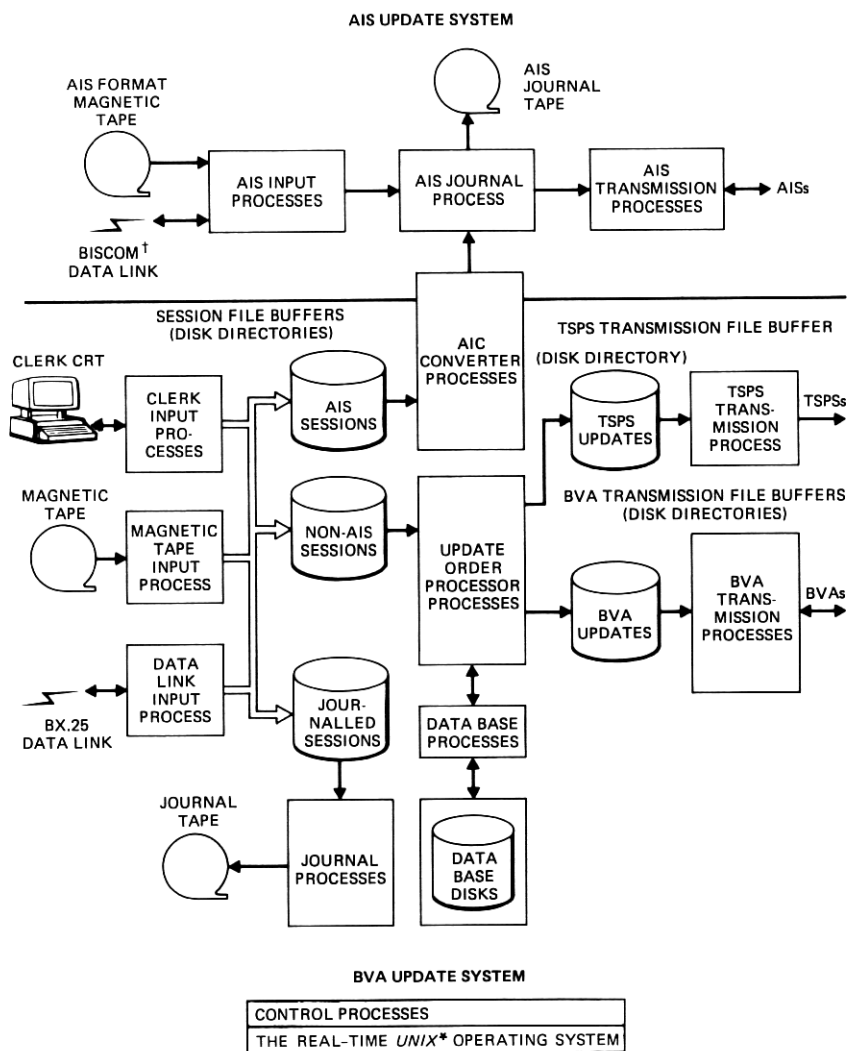 AIS UPDATE SYSTEM
AIS FORMAT
MAGNETIC
TAPE
AIS
JOURNAL
TAPE
AIS INPUT
PROCESSES
AIS JOURNAL
PROCESS
AIS
TRANSMISSION
PROCESSES
AISs
BISCOM†
DATA LINK
SESSION FILE BUFFERS
(DISK DIRECTORIES)
AIC
CONVERTER
PROCESSES
TSPS TRANSMISSION FILE BUFFER
(DISK DIRECTORY)
CLERK CRT
CLERK
INPUT
PRO-
CESSES
AIS
SESSIONS
TSPS
UPDATES
TSPS
TRANS-
MISSION
PROCESS
TSPSs
MAGNETIC
TAPE
MAGNETIC
TAPE
INPUT
PROCESS
NON-AIS
SESSIONS
UPDATE
ORDER
PROCESSOR
PROCESSES
BVA TRANSMISSION FILE BUFFERS
(DISK DIRECTORIES)
BVA
UPDATES
BVA
TRANS-
MISSION
PROCESSES
BVAs
DATA
LINK
INPUT
PROCESS
BX.25
DATA LINK
JOUR-
NALLED
SESSIONS
DATA BASE
PROCESSES
JOURNAL
TAPE
JOURNAL
PROCESSES
DATA
BASE
DISKS
BVA UPDATE SYSTEM
CONTROL PROCESSES
THE REAL-TIME UNIX* OPERATING SYSTEM